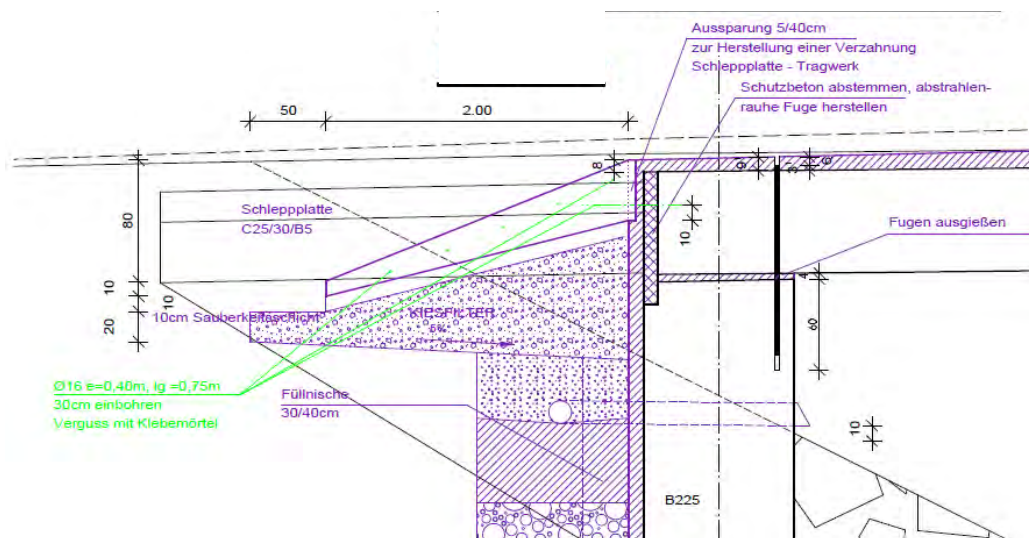 Aussparung 5/40cm
zur Herstellung einer Verzahnung
Schleppplatte - Tragwerk
Schutzbeton abstemmen, abstrahlen-
rauhe Fuge herstellen
50
2.00
8
9
3
6
80
Schleppplatte
C25/30/B5
10
Fugen ausgießen
4
10
10
10cm Sauberkeitsschicht
KIESFILTER
5%
20
60
Ø16 e=0,40m, lg =0,75m
30cm einbohren
Verguss mit Klebemörtel
Füllnische
30/40cm
10
B225